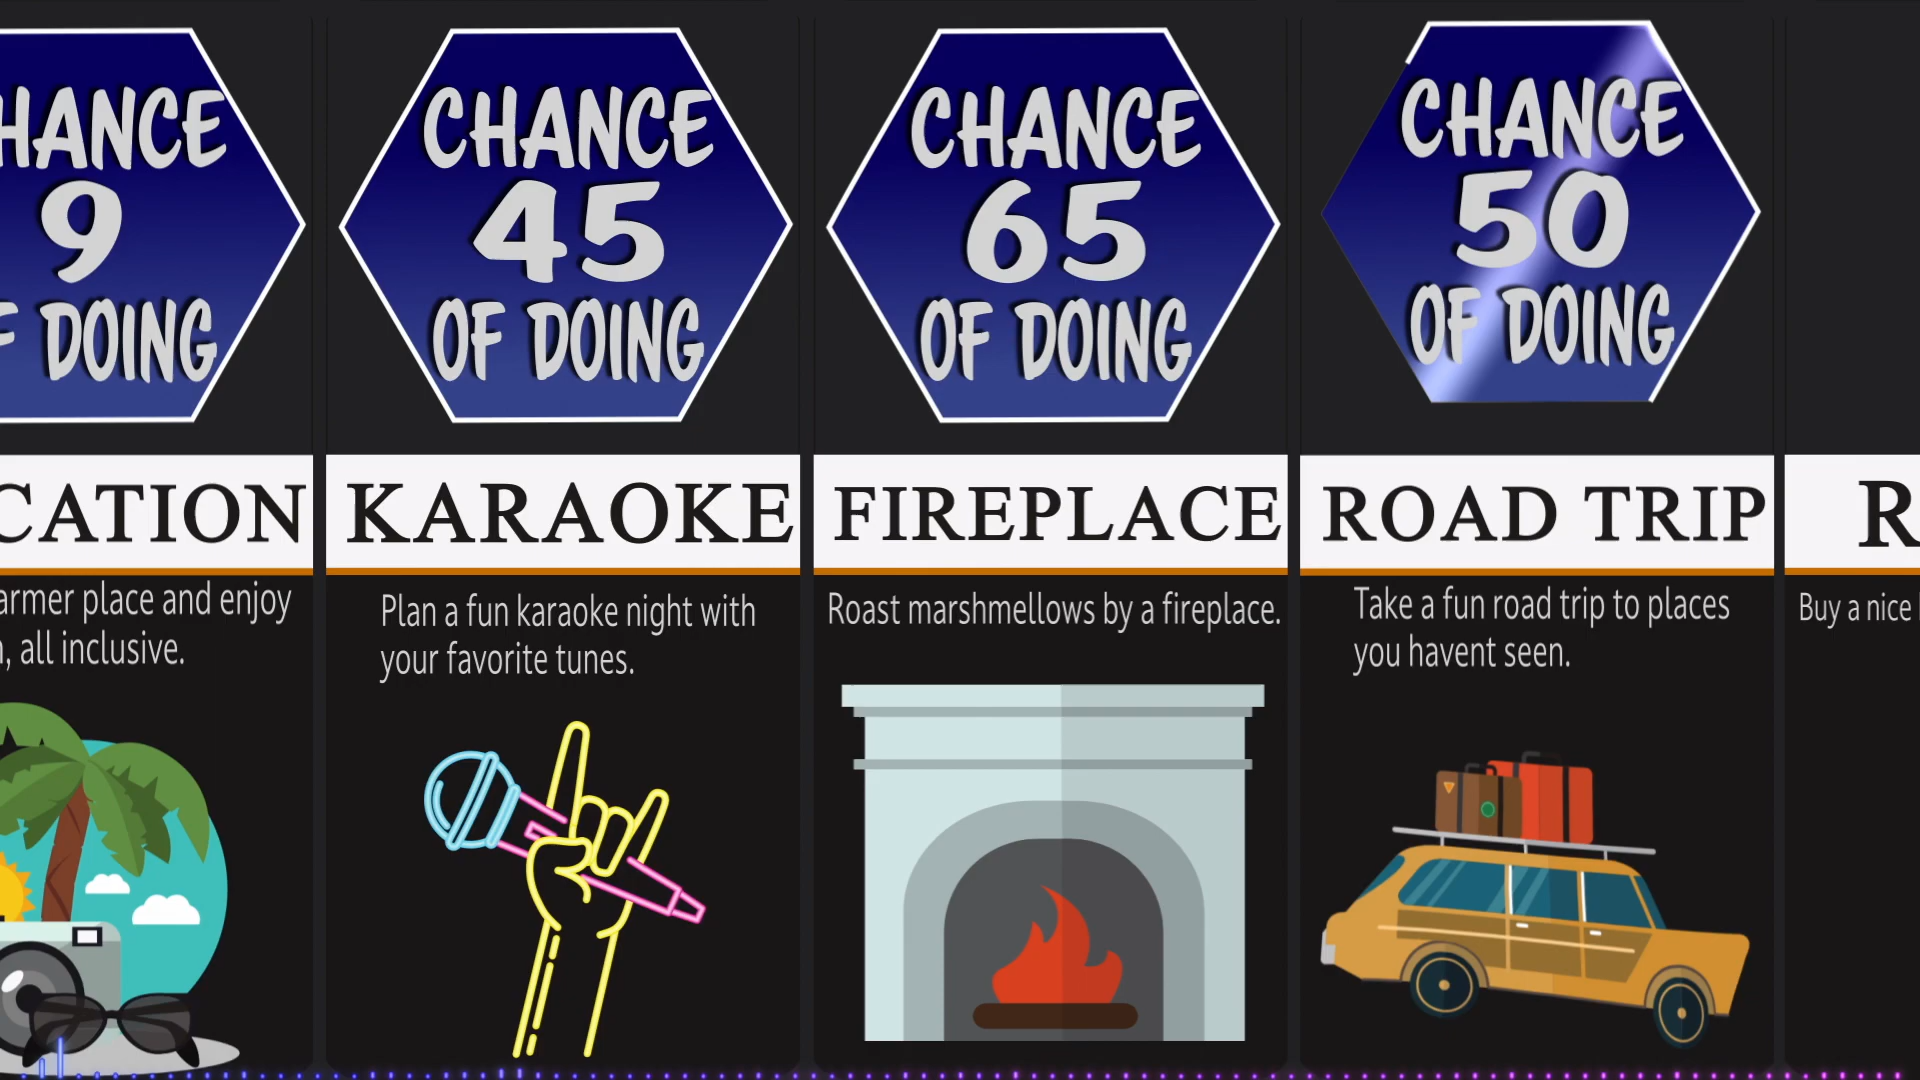 HANCE
9
F DOING
CATION
armer place and enjoy
, all inclusive.
CHANCE
45
OF DOING
KARAOKE
Plan a fun karaoke night with
your favorite tunes.
CHANCE
65
OF DOING
FIREPLACE
Roast marshmellows by a fireplace.
CHANCE
50
OF DOING
ROAD TRIP
Take a fun road trip to places
you havent seen.
R
Buy a nice